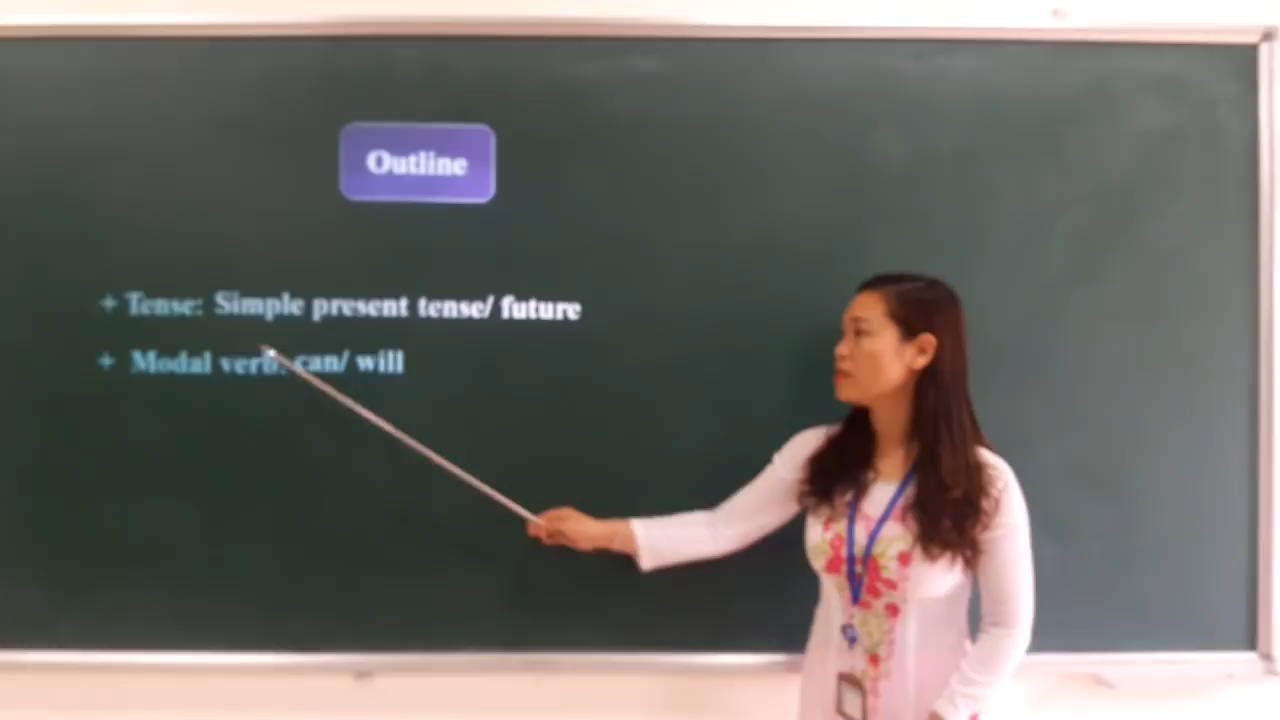 Outline
+ Tense: Simple present tense/ future
+ Modal verb: can/ will